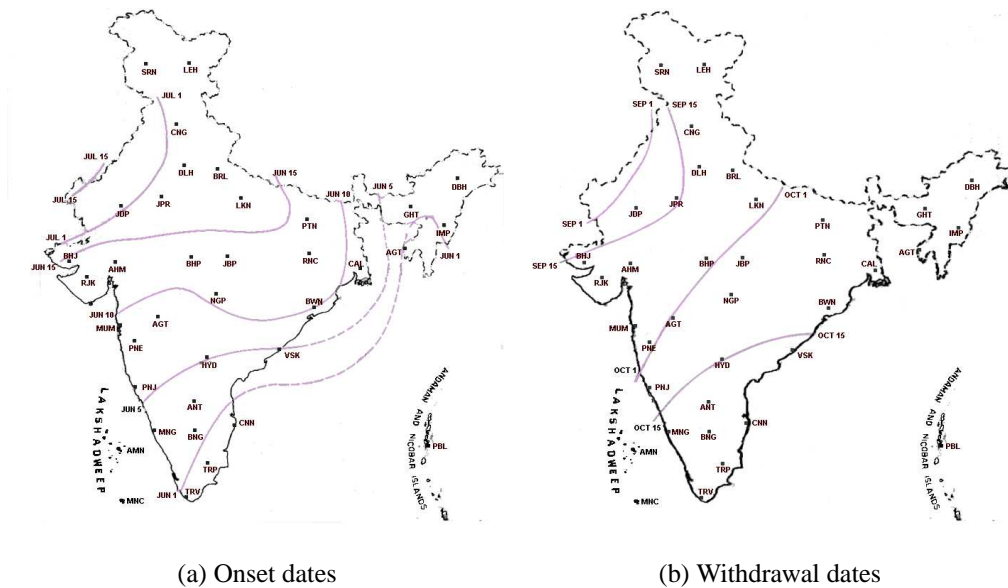 SRN
LEH
JUL 1
CNG
JUL 15
DLH
BRL
JUN 15
JUN 10
JUN 5
DBH
JUL 15
JDP
JPR
LKN
GHT
PTN
IMP
JUL 1
BHJ
JUN 15
AHM
BHP
JBP
RNC
CAL
AGT
JUN 1
RJK
NGP
BWN
JUN 10
MUM
AGT
PNE
HYD
VSK
PNJ
JUN 5
ANT
MNG
BNG
CNN
LAKSHADWEEP
AMN
ANDAMAN AND NICOBAR ISLANDS
PBL
TRP
JUN 1
TRV
MNC
(a) Onset dates
SRN
LEH
SEP 1
SEP 15
CNG
DLH
BRL
DBH
JDP
JPR
LKN
OCT 1
GHT
SEP 1
PTN
IMP
BHJ
SEP 15
AHM
BHP
JBP
RNC
CAL
AGT
RJK
NGP
BWN
MUM
AGT
OCT 15
PNE
HYD
VSK
OCT 1
PNJ
ANT
OCT 15
MNG
BNG
CNN
LAKSHADWEEP
AMN
ANDAMAN AND NICOBAR ISLANDS
PBL
TRP
TRV
MNC
(b) Withdrawal dates